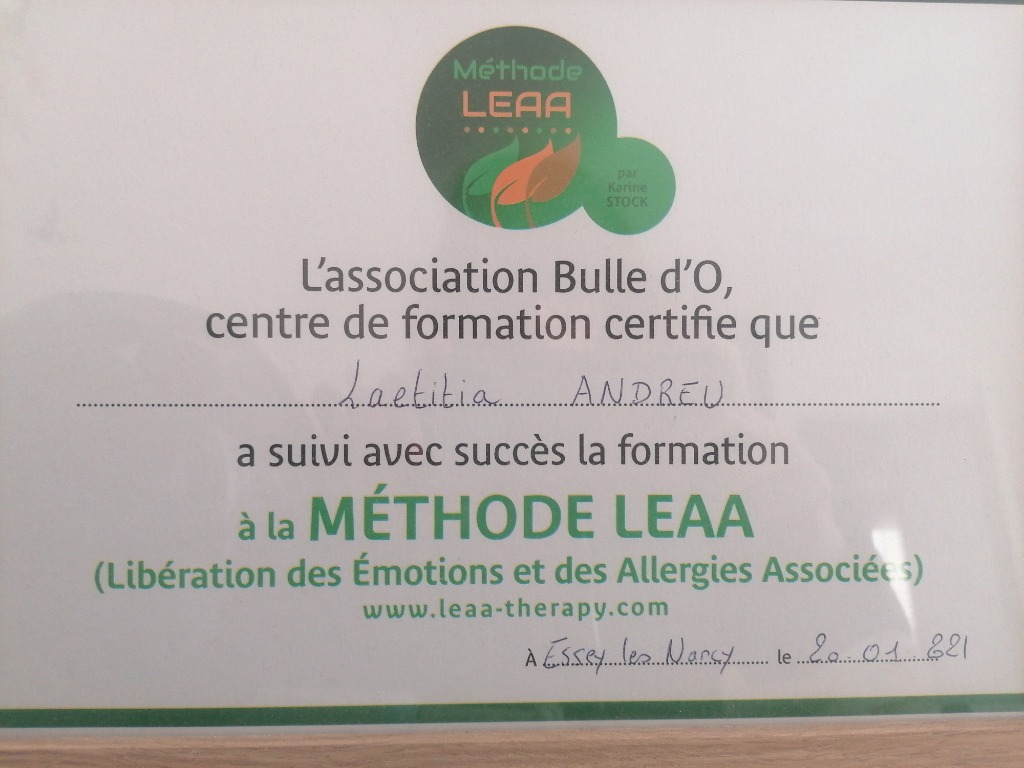 Méthode
LEAA
par
Karine
STOCK
L'association Bulle d'O,
centre de formation certifie que
Laetitia ANDREU
a suivi avec succès la formation
à la MÉTHODE LEAA
(Libération des Émotions et des Allergies Associées)
www.leaa-therapy.com
À Essey les Nancy le 20.01.2021